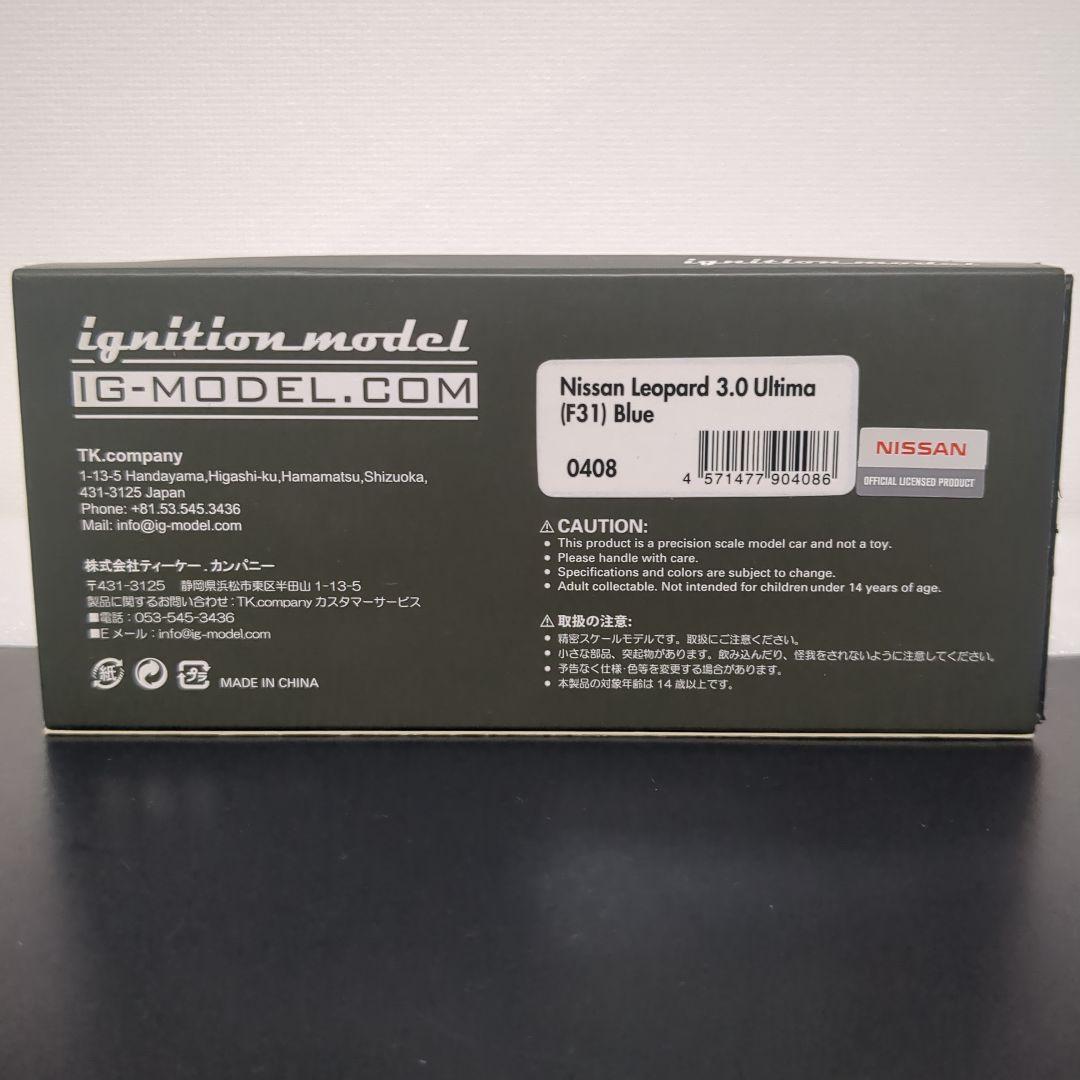 ignition model
ignition model
IG-MODEL.COM
TK.company
1-13-5 Handayama,Higashi-ku,Hamamatsu,Shizuoka,
431-3125 Japan
Phone: +81.53.545.3436
Mail: info@ig-model.com
株式会社ティーケー.カンパニー
〒431-3125 静岡県浜松市東区半田山1-13-5
製品に関するお問い合わせ:TK.company カスタマーサービス
■電話:053-545-3436
■Eメール:info@ig-model.com
紙
プラ
MADE IN CHINA
Nissan Leopard 3.0 Ultima
(F31) Blue
0408
4 571477 904086
NISSAN
OFFICIAL LICENSED PRODUCT
⚠ CAUTION:
• This product is a precision scale model car and not a toy.
• Please handle with care.
• Specifications and colors are subject to change.
• Adult collectable. Not intended for children under 14 years of age.
⚠ 取扱の注意:
• 精密スケールモデルです。取扱にご注意ください。
• 小さな部品、突起物があります。飲み込んだり、怪我をされないように注意してください。
• 予告なく仕様・色等を変更する場合があります。
• 本製品の対象年齢は14歳以上です。